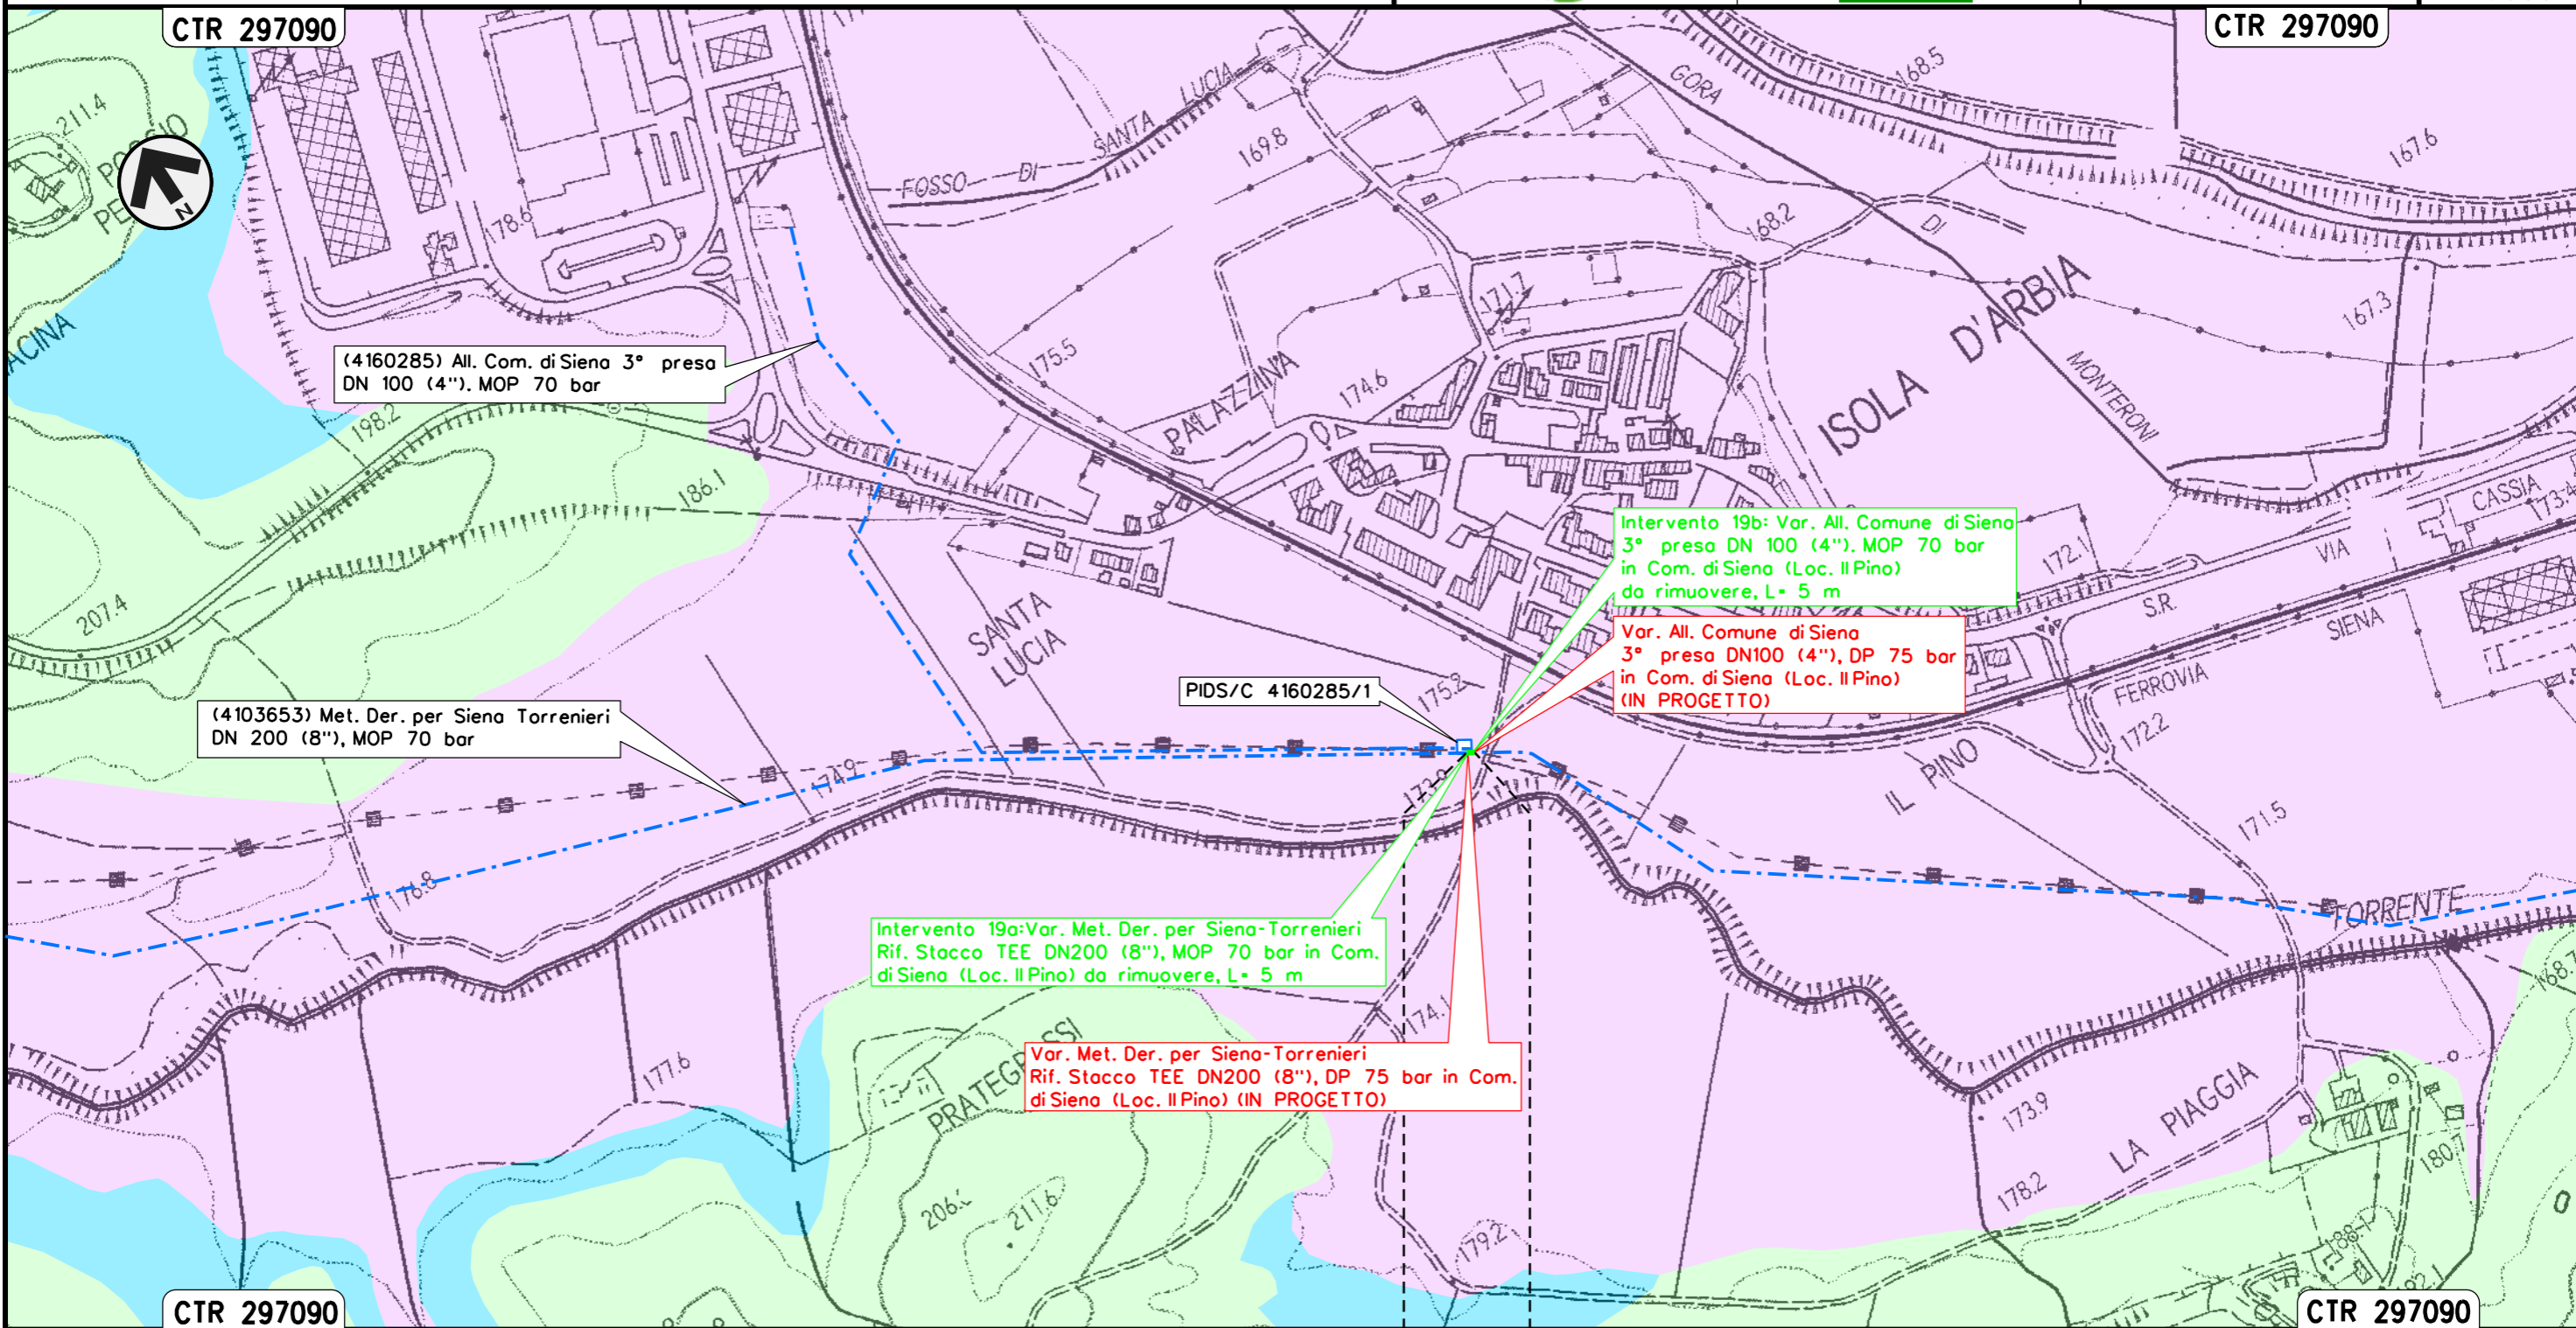 CTR 297090
CTR 297090
211.4
168.5
GORA
167.6
FOSSO DI SANTA LUCIA
169.8
N
178.6
168.2
DI
ISOLA D'ARBIA
167.3
171.7
MONTERONI
175.5
PALAZZINA
174.6
(4160285) All. Com. di Siena 3° presa
DN 100 (4"). MOP 70 bar
198.2
186.1
CASSIA
VIA
S.R.
172.1
SIENA
FERROVIA
172.2
Intervento 19b: Var. All. Comune di Siena
3° presa DN 100 (4"). MOP 70 bar
in Com. di Siena (Loc. Il Pino)
da rimuovere, L= 5 m
207.4
SANTA
LUCIA
Var. All. Comune di Siena
3° presa DN100 (4"), DP 75 bar
in Com. di Siena (Loc. Il Pino)
(IN PROGETTO)
PIDS/C 4160285/1
175.2
(4103653) Met. Der. per Siena Torrenieri
DN 200 (8"), MOP 70 bar
174.9
IL PINO
171.5
176.8
TORRENTE
Intervento 19a:Var. Met. Der. per Siena-Torrenieri
Rif. Stacco TEE DN200 (8"), MOP 70 bar in Com.
di Siena (Loc. Il Pino) da rimuovere, L= 5 m
174.1
168.7
177.6
Var. Met. Der. per Siena-Torrenieri
Rif. Stacco TEE DN200 (8"), DP 75 bar in Com.
di Siena (Loc. Il Pino) (IN PROGETTO)
173.9
LA PIAGGIA
180.7
178.2
211.6
179.2
188.1
CTR 297090
CTR 297090